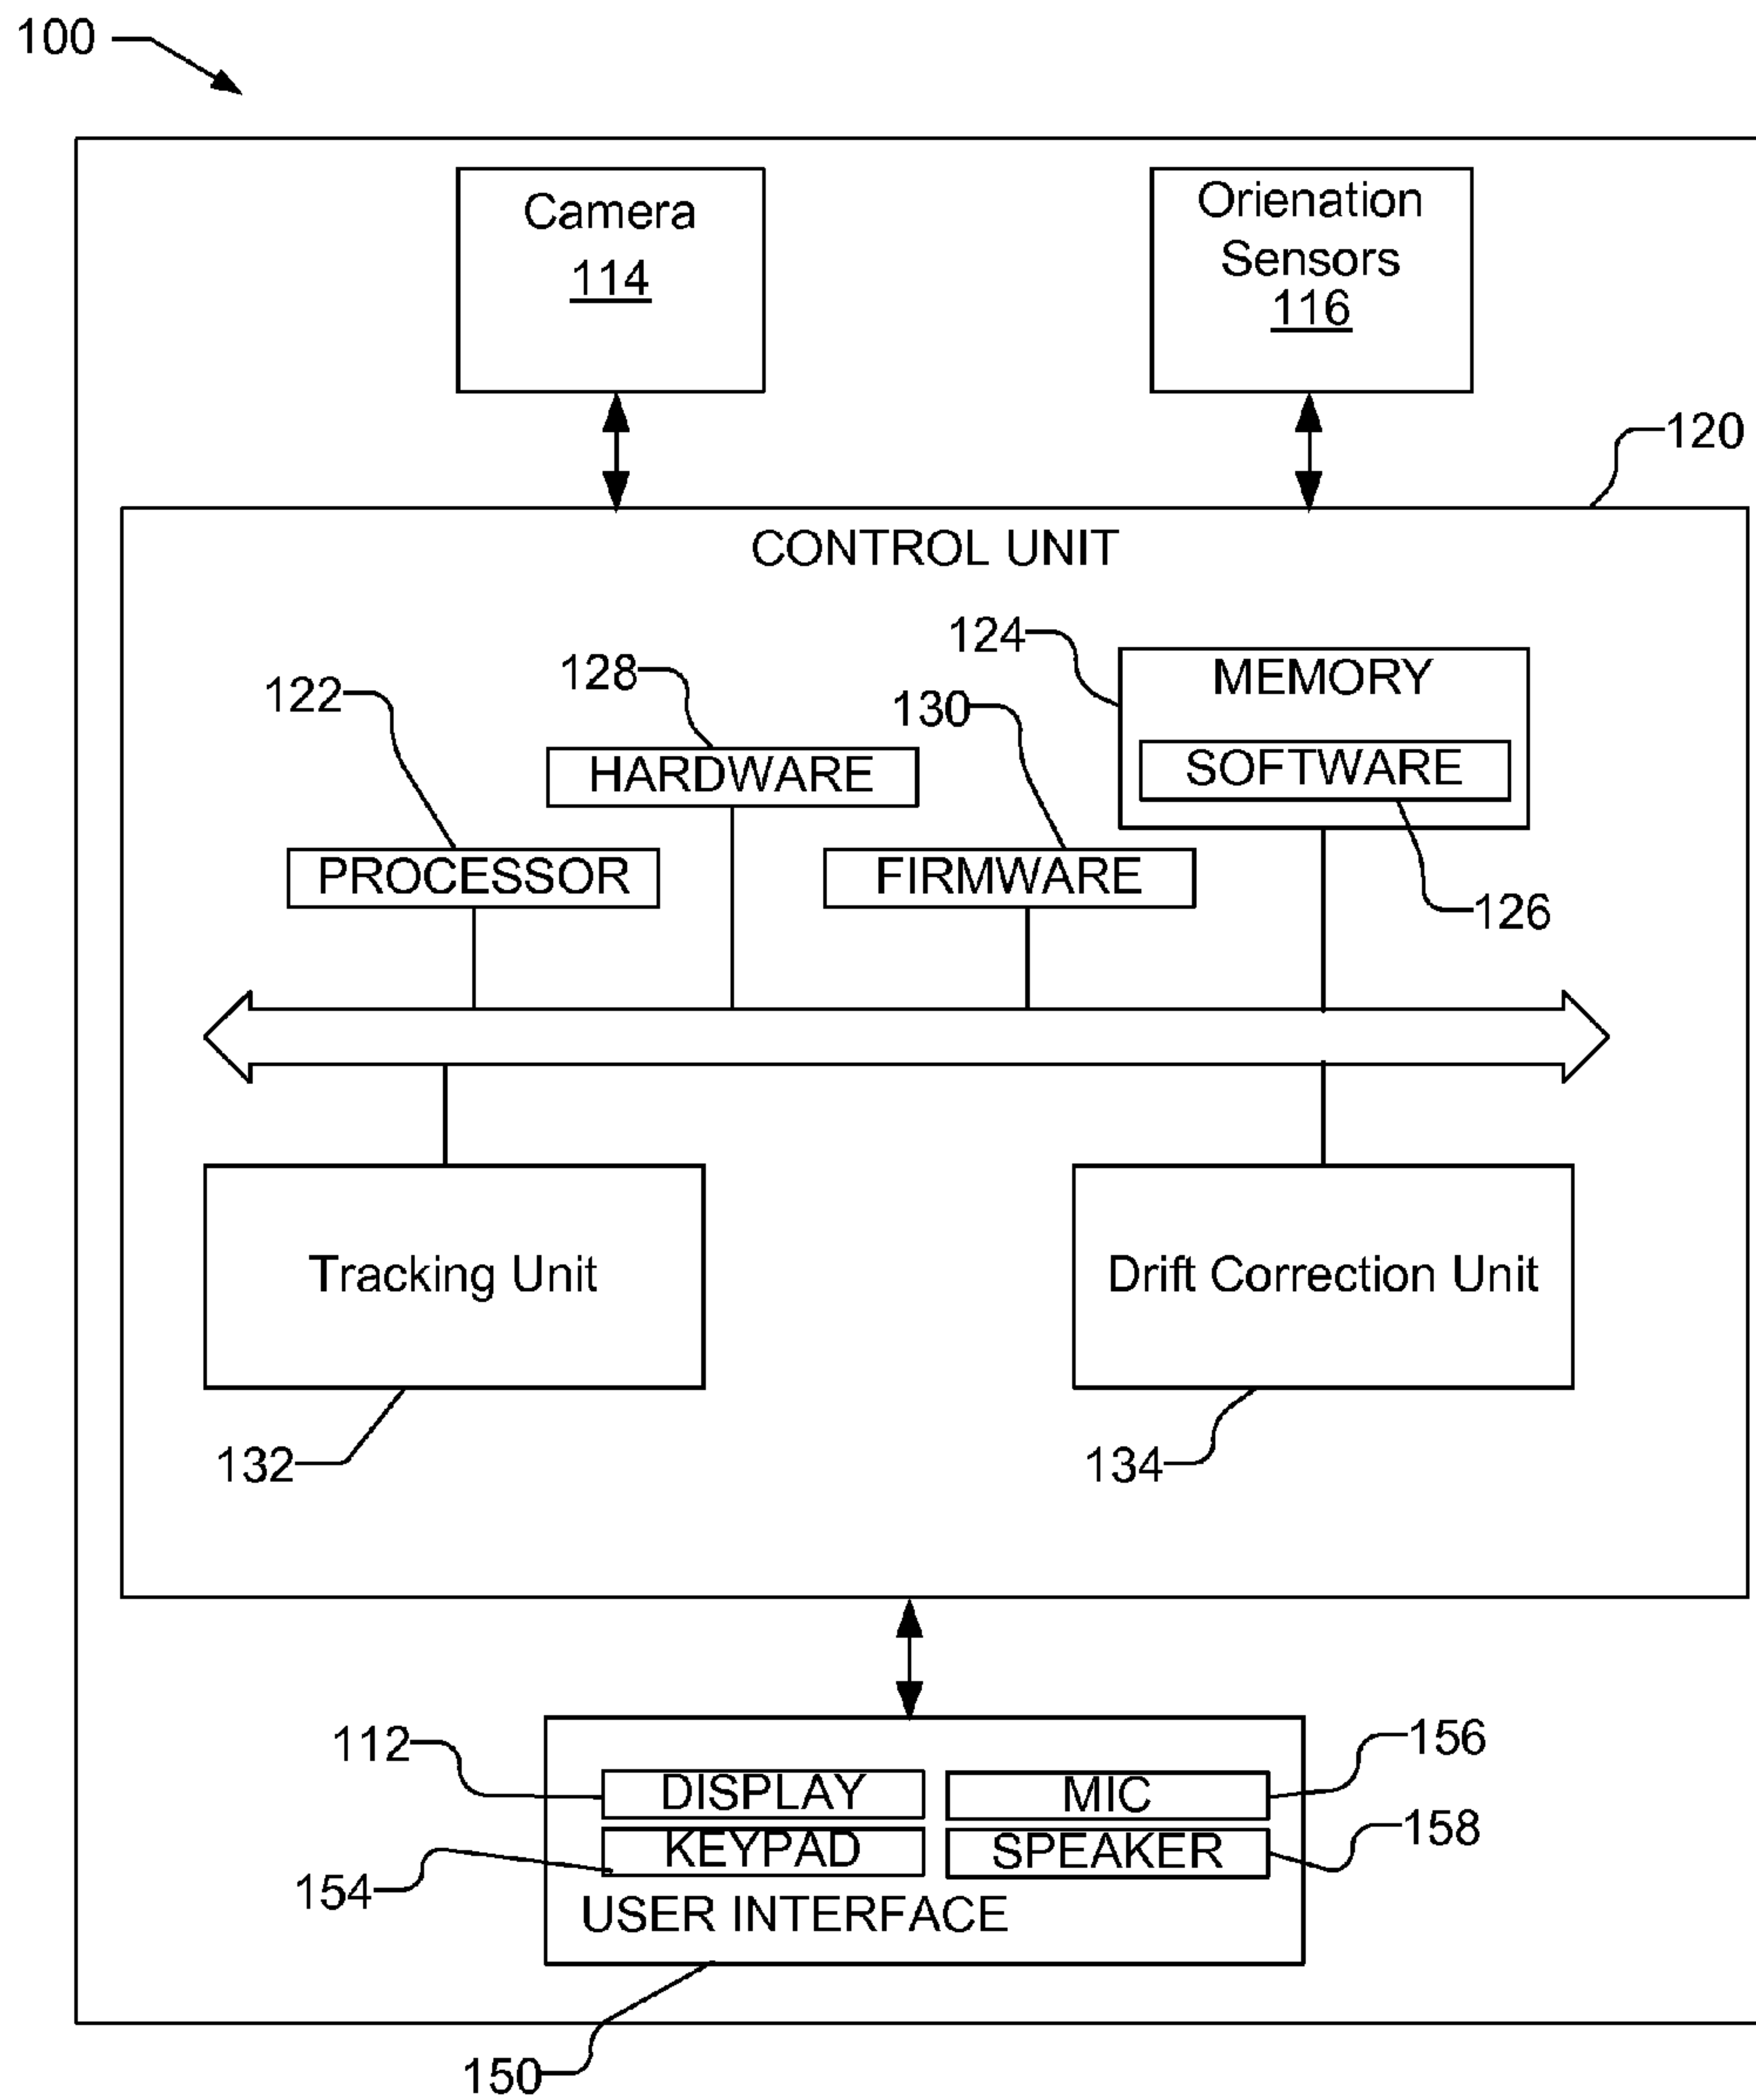 100
Camera
114
Orienation
Sensors
116
120
CONTROL UNIT
124
MEMORY
128
122
130
HARDWARE
SOFTWARE
PROCESSOR
FIRMWARE
126
Tracking Unit
Drift Correction Unit
132
134
112
156
DISPLAY
MIC
KEYPAD
SPEAKER
158
154
USER INTERFACE
150